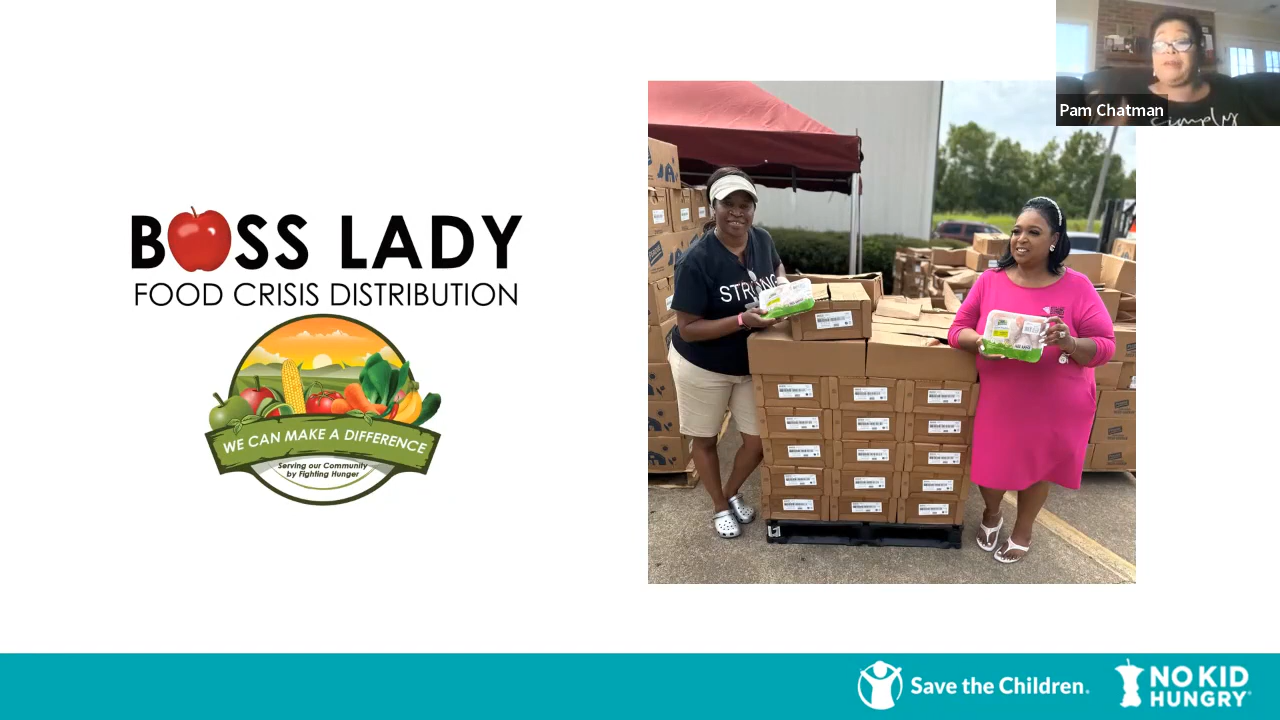 Pam Chatman
Simply
BOSS LADY
FOOD CRISIS DISTRIBUTION
WE CAN MAKE A DIFFERENCE
Serving our Community
by Fighting Hunger
STRONG
Save the Children.
NO KID
HUNGRY®